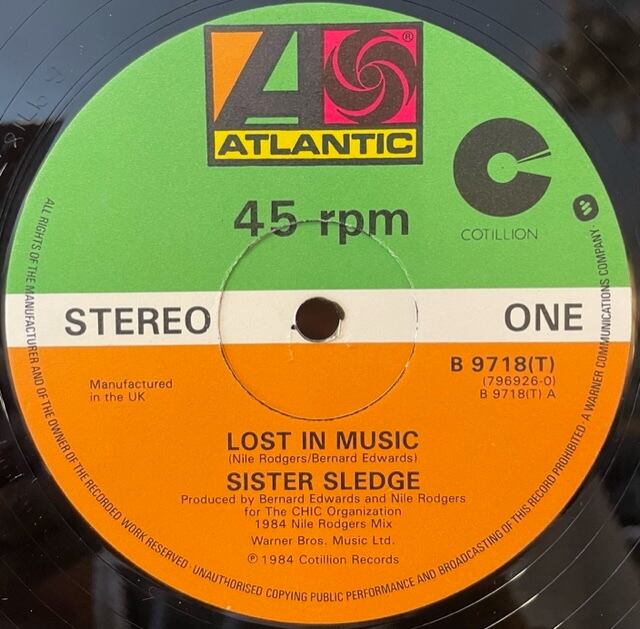 ATLANTIC
®
45 rpm
COTILLION
STEREO
ONE
Manufactured
in the UK
B 9718(T)
(796926-0)
B 9718(T) A
LOST IN MUSIC
(Nile Rodgers/Bernard Edwards)
SISTER SLEDGE
Produced by Bernard Edwards and Nile Rodgers
for The CHIC Organization
1984 Nile Rodgers Mix
Warner Bros. Music Ltd.
℗ 1984 Cotillion Records
ALL RIGHTS OF THE MANUFACTURER AND OF THE OWNER OF THE RECORDED WORK RESERVED · UNAUTHORISED COPYING PUBLIC PERFORMANCE AND BROADCASTING OF THIS RECORD PROHIBITED · A WARNER COMMUNICATIONS COMPANY ·